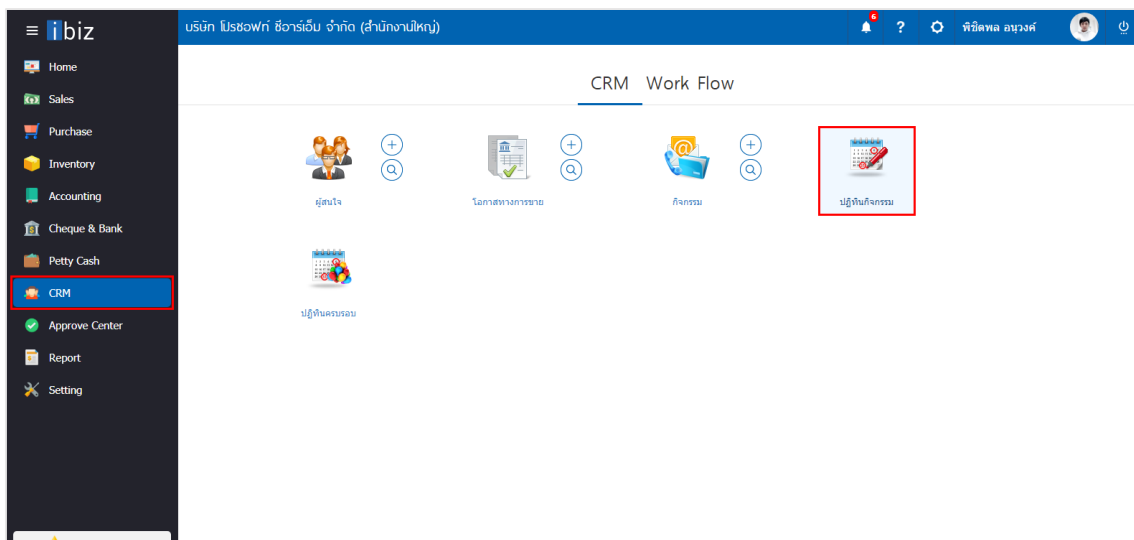 ibiz
บริษัท โปรซอฟท์ ซีอาร์เอ็ม จำกัด (สำนักงานใหญ่)
6
?
พิชิตพล อนุวงศ์
Home
Sales
Purchase
Inventory
Accounting
Cheque & Bank
Petty Cash
CRM
Approve Center
Report
Setting
CRM Work Flow
ผู้สนใจ
โอกาสทางการขาย
กิจกรรม
ปฏิทินกิจกรรม
ปฏิทินครบรอบ